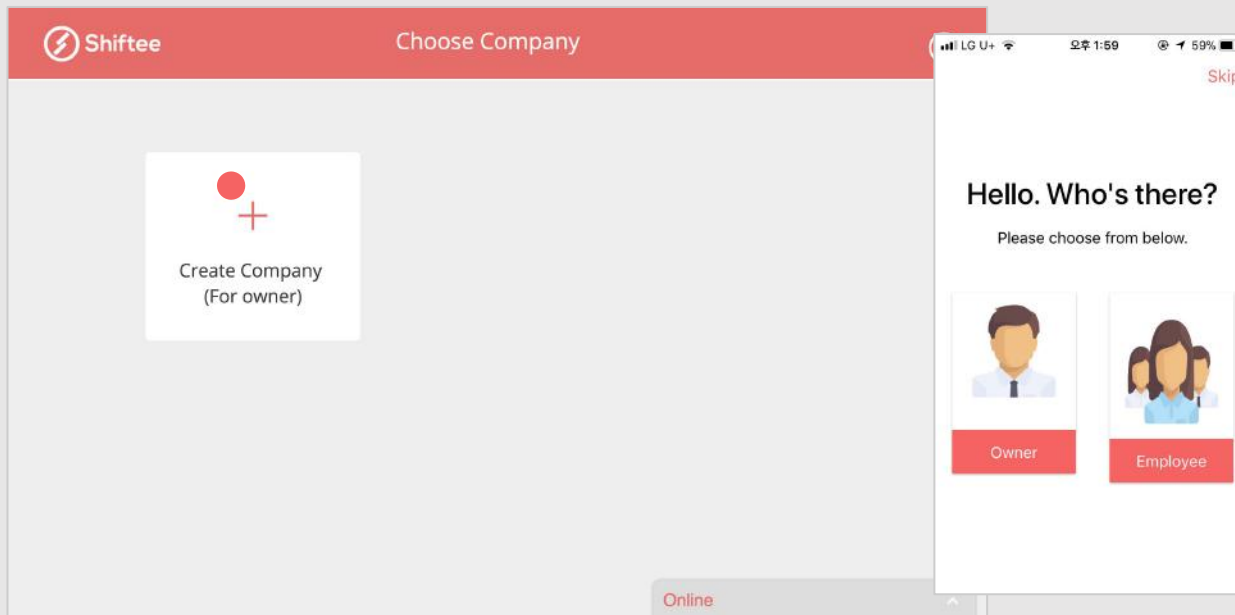 Shiftee
Choose Company
Create Company
(For owner)
Online
LG U+
오후 1:59
59%
Skip
Hello. Who's there?
Please choose from below.
Owner
Employee